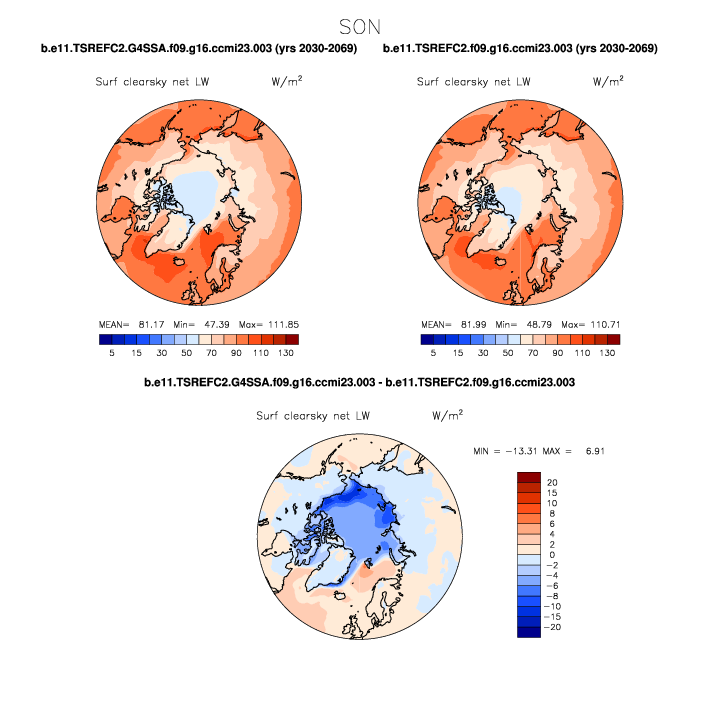 SON
b.e11.TSREFC2.G4SSA.f09.g16.ccmi23.003 (yrs 2030-2069) b.e11.TSREFC2.f09.g16.ccmi23.003 (yrs 2030-2069)
Surf clearsky net LW W/m² Surf clearsky net LW W/m²
MEAN= 81.17 Min= 47.39 Max= 111.85 MEAN= 81.99 Min= 48.79 Max= 110.71
5 15 30 50 70 90 110 130 5 15 30 50 70 90 110 130
b.e11.TSREFC2.G4SSA.f09.g16.ccmi23.003 - b.e11.TSREFC2.f09.g16.ccmi23.003
Surf clearsky net LW W/m²
MIN = -13.31 MAX = 6.91
20
15
10
8
6
4
2
0
-2
-4
-6
-8
-10
-15
-20